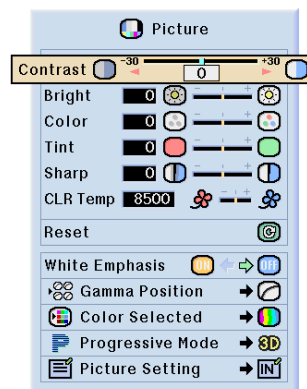 Picture
Contrast -30 0 +30
Bright 0 - +
Color 0 - +
Tint 0 - +
Sharp 0 - +
CLR Temp 8500 - +
Reset
White Emphasis ON OFF
Gamma Position
Color Selected
Progressive Mode 3D
Picture Setting IN